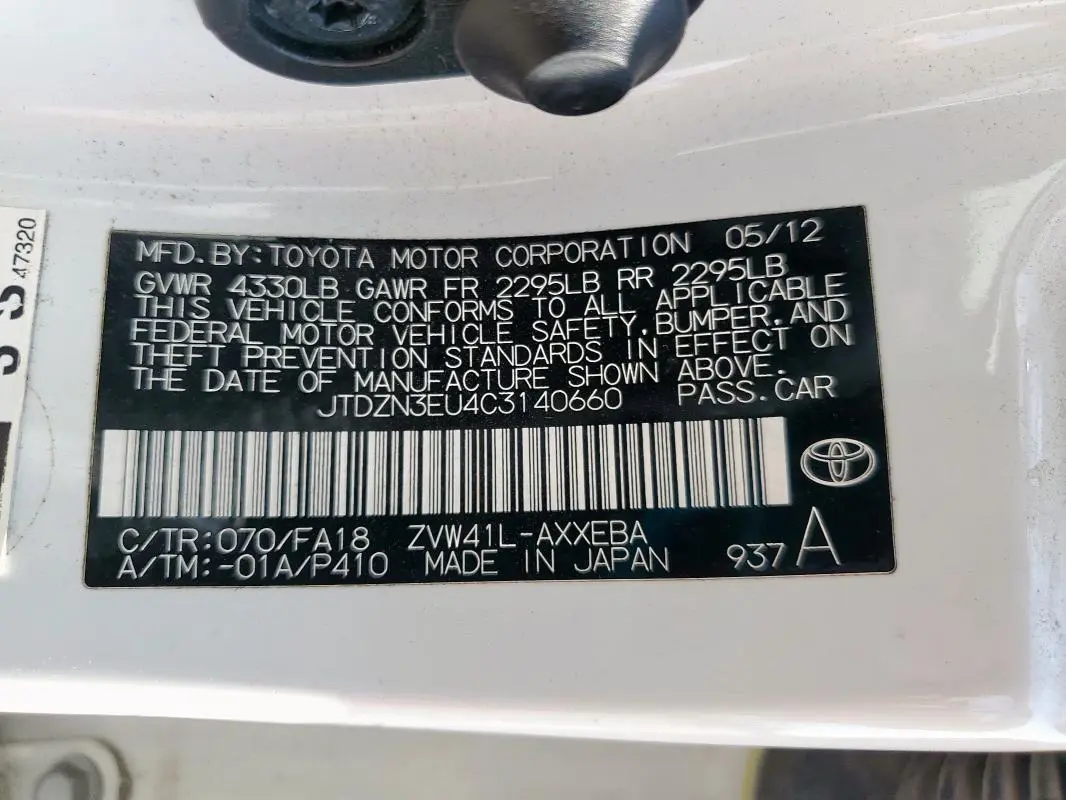 MFD.BY:TOYOTA MOTOR CORPORATION 05/12
GVWR 4330LB GAWR FR 2295LB RR 2295LB
THIS VEHICLE CONFORMS TO ALL APPLICABLE
FEDERAL MOTOR VEHICLE SAFETY,BUMPER,AND
THEFT PREVENTION STANDARDS IN EFFECT ON
THE DATE OF MANUFACTURE SHOWN ABOVE.
JTDZN3EU4C3140660 PASS.CAR
C/TR:070/FA18 ZVW41L-AXXEBA
A/TM:-01A/P410 MADE IN JAPAN 937 A
47320